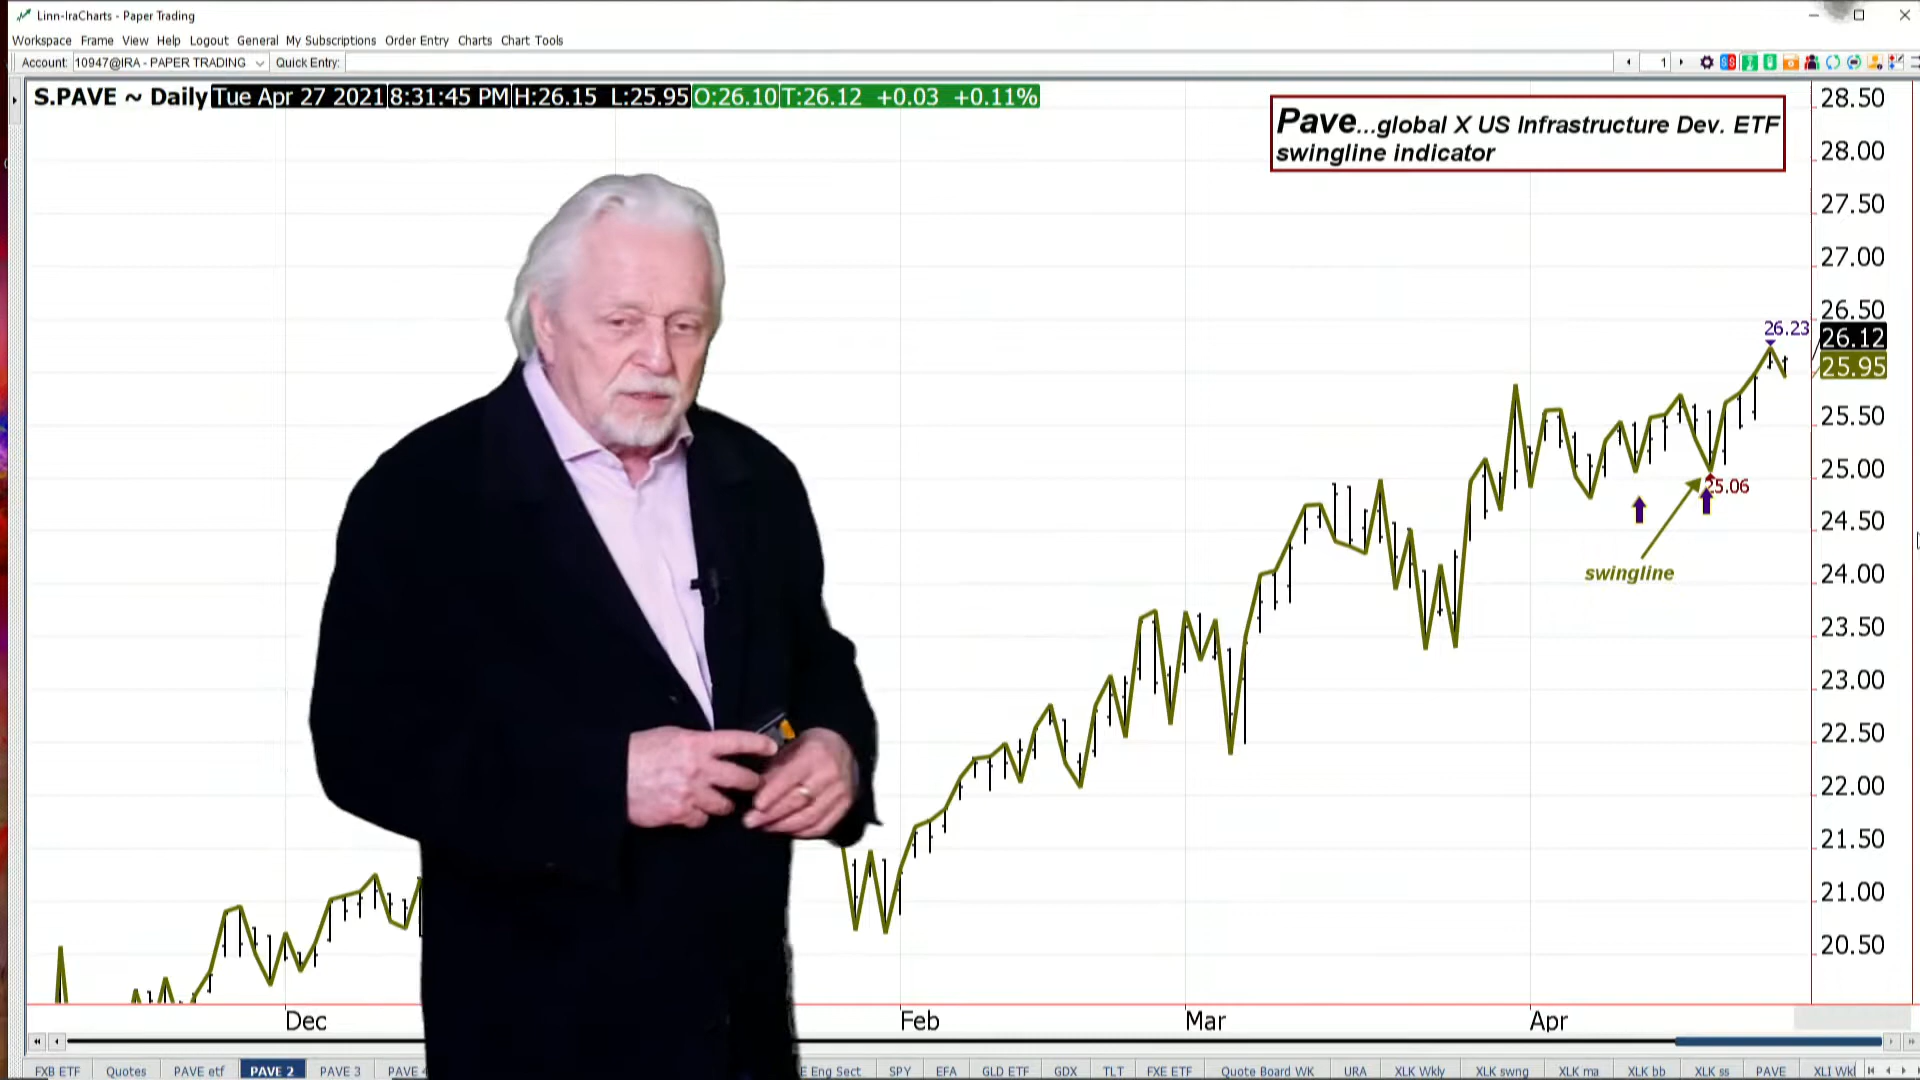 Linn-IraCharts - Paper Trading
Workspace Frame View Help Logout General My Subscriptions Order Entry Charts Chart Tools
Account: 10947@IRA - PAPER TRADING Quick Entry: 1
S.PAVE ~ Daily Tue Apr 27 2021 8:31:45 PM H:26.15 L:25.95 O:26.10 T:26.12 +0.03 +0.11%
Pave...global X US Infrastructure Dev. ETF
swingline indicator
28.50
28.00
27.50
27.00
26.50
26.23
26.12
25.95
25.50
25.00
25.06
24.50
swingline
24.00
23.50
23.00
22.50
22.00
21.50
21.00
20.50
Dec Feb Mar Apr
FXB ETF Quotes PAVE etf PAVE 2 PAVE 3 PAVE Eng Sect SPY EFA GLD ETF GDX TLT FXE ETF Quote Board WK URA XLK Wkly XLK swng XLK ma XLK bb XLK ss PAVE XLI Wkl